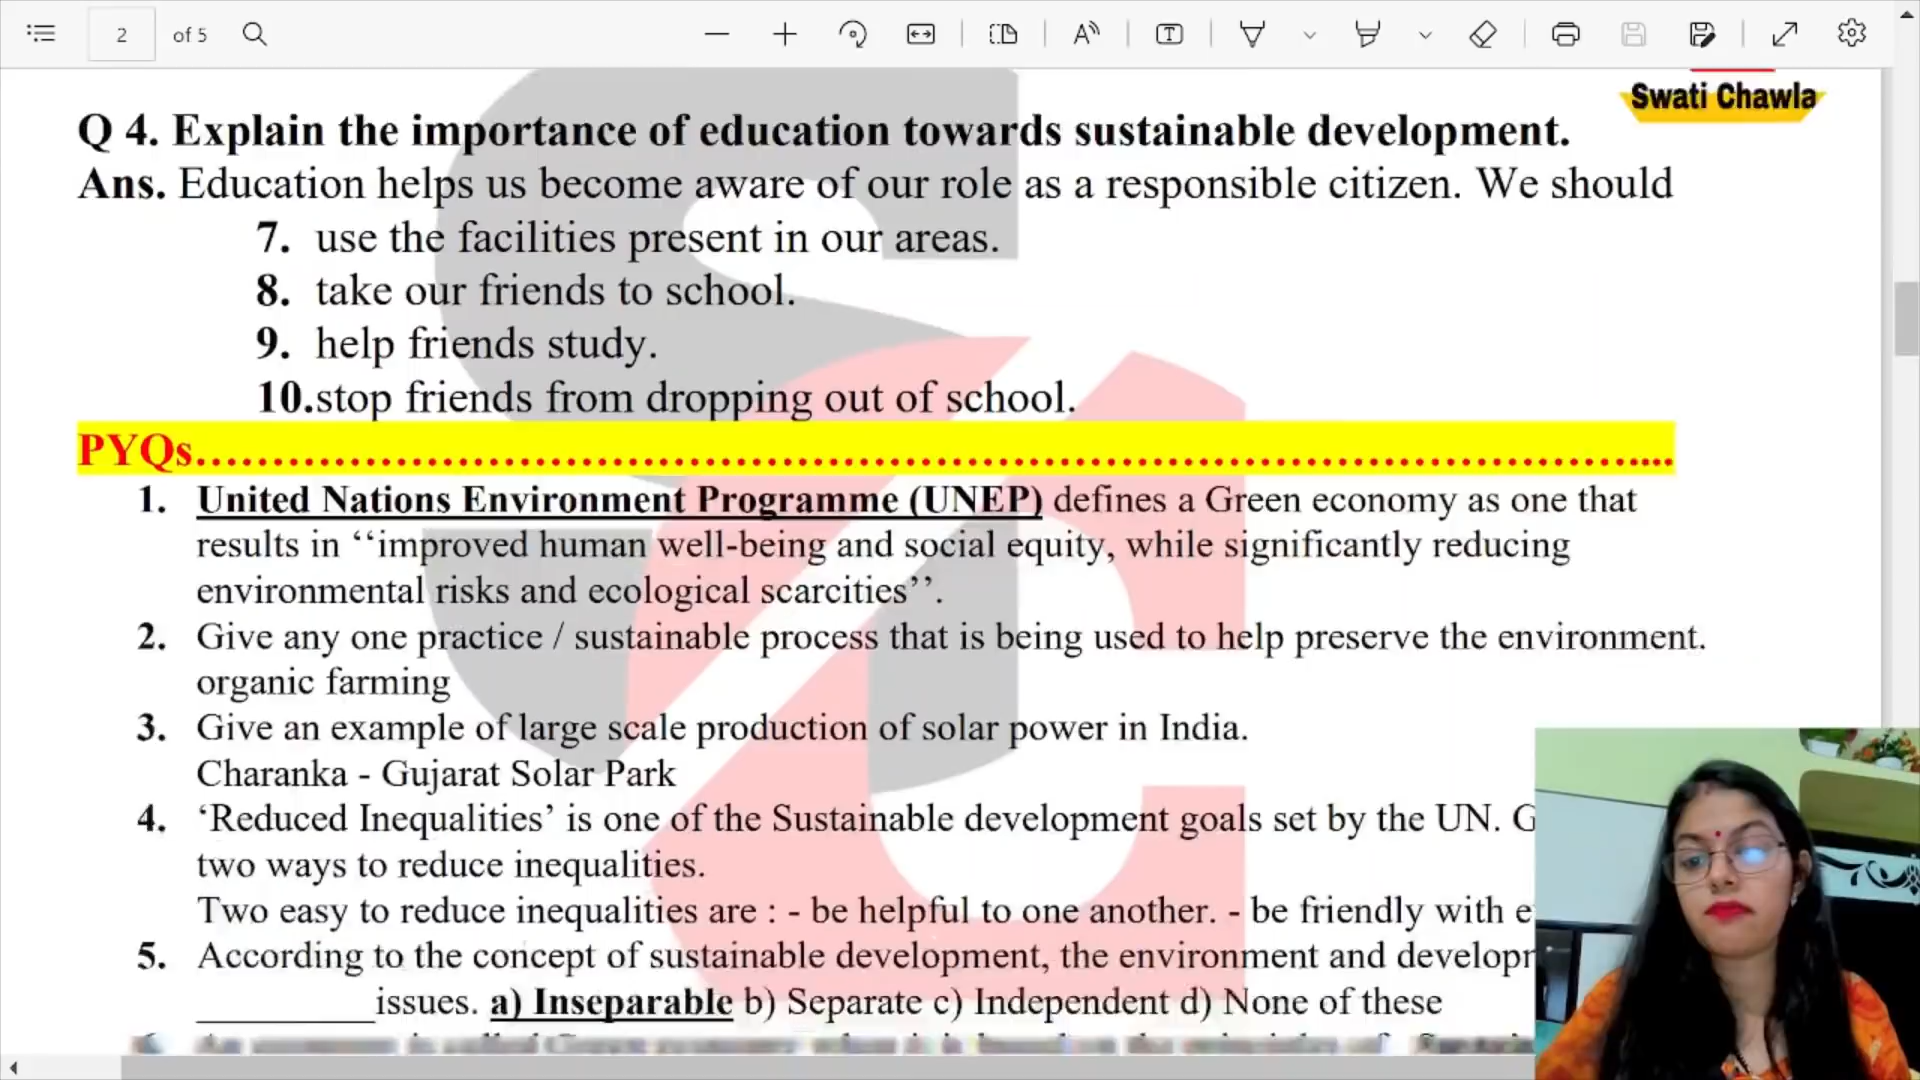 2 of 5
Swati Chawla
Q 4. Explain the importance of education towards sustainable development.
Ans. Education helps us become aware of our role as a responsible citizen. We should
7. use the facilities present in our areas.
8. take our friends to school.
9. help friends study.
10.stop friends from dropping out of school.
PYQs……………………………………………………………………………....
1. United Nations Environment Programme (UNEP) defines a Green economy as one that
results in ‘‘improved human well-being and social equity, while significantly reducing
environmental risks and ecological scarcities’’.
2. Give any one practice / sustainable process that is being used to help preserve the environment.
organic farming
3. Give an example of large scale production of solar power in India.
Charanka - Gujarat Solar Park
4. ‘Reduced Inequalities’ is one of the Sustainable development goals set by the UN. G
two ways to reduce inequalities.
Two easy to reduce inequalities are : - be helpful to one another. - be friendly with e
5. According to the concept of sustainable development, the environment and develop
_________issues. a) Inseparable b) Separate c) Independent d) None of these